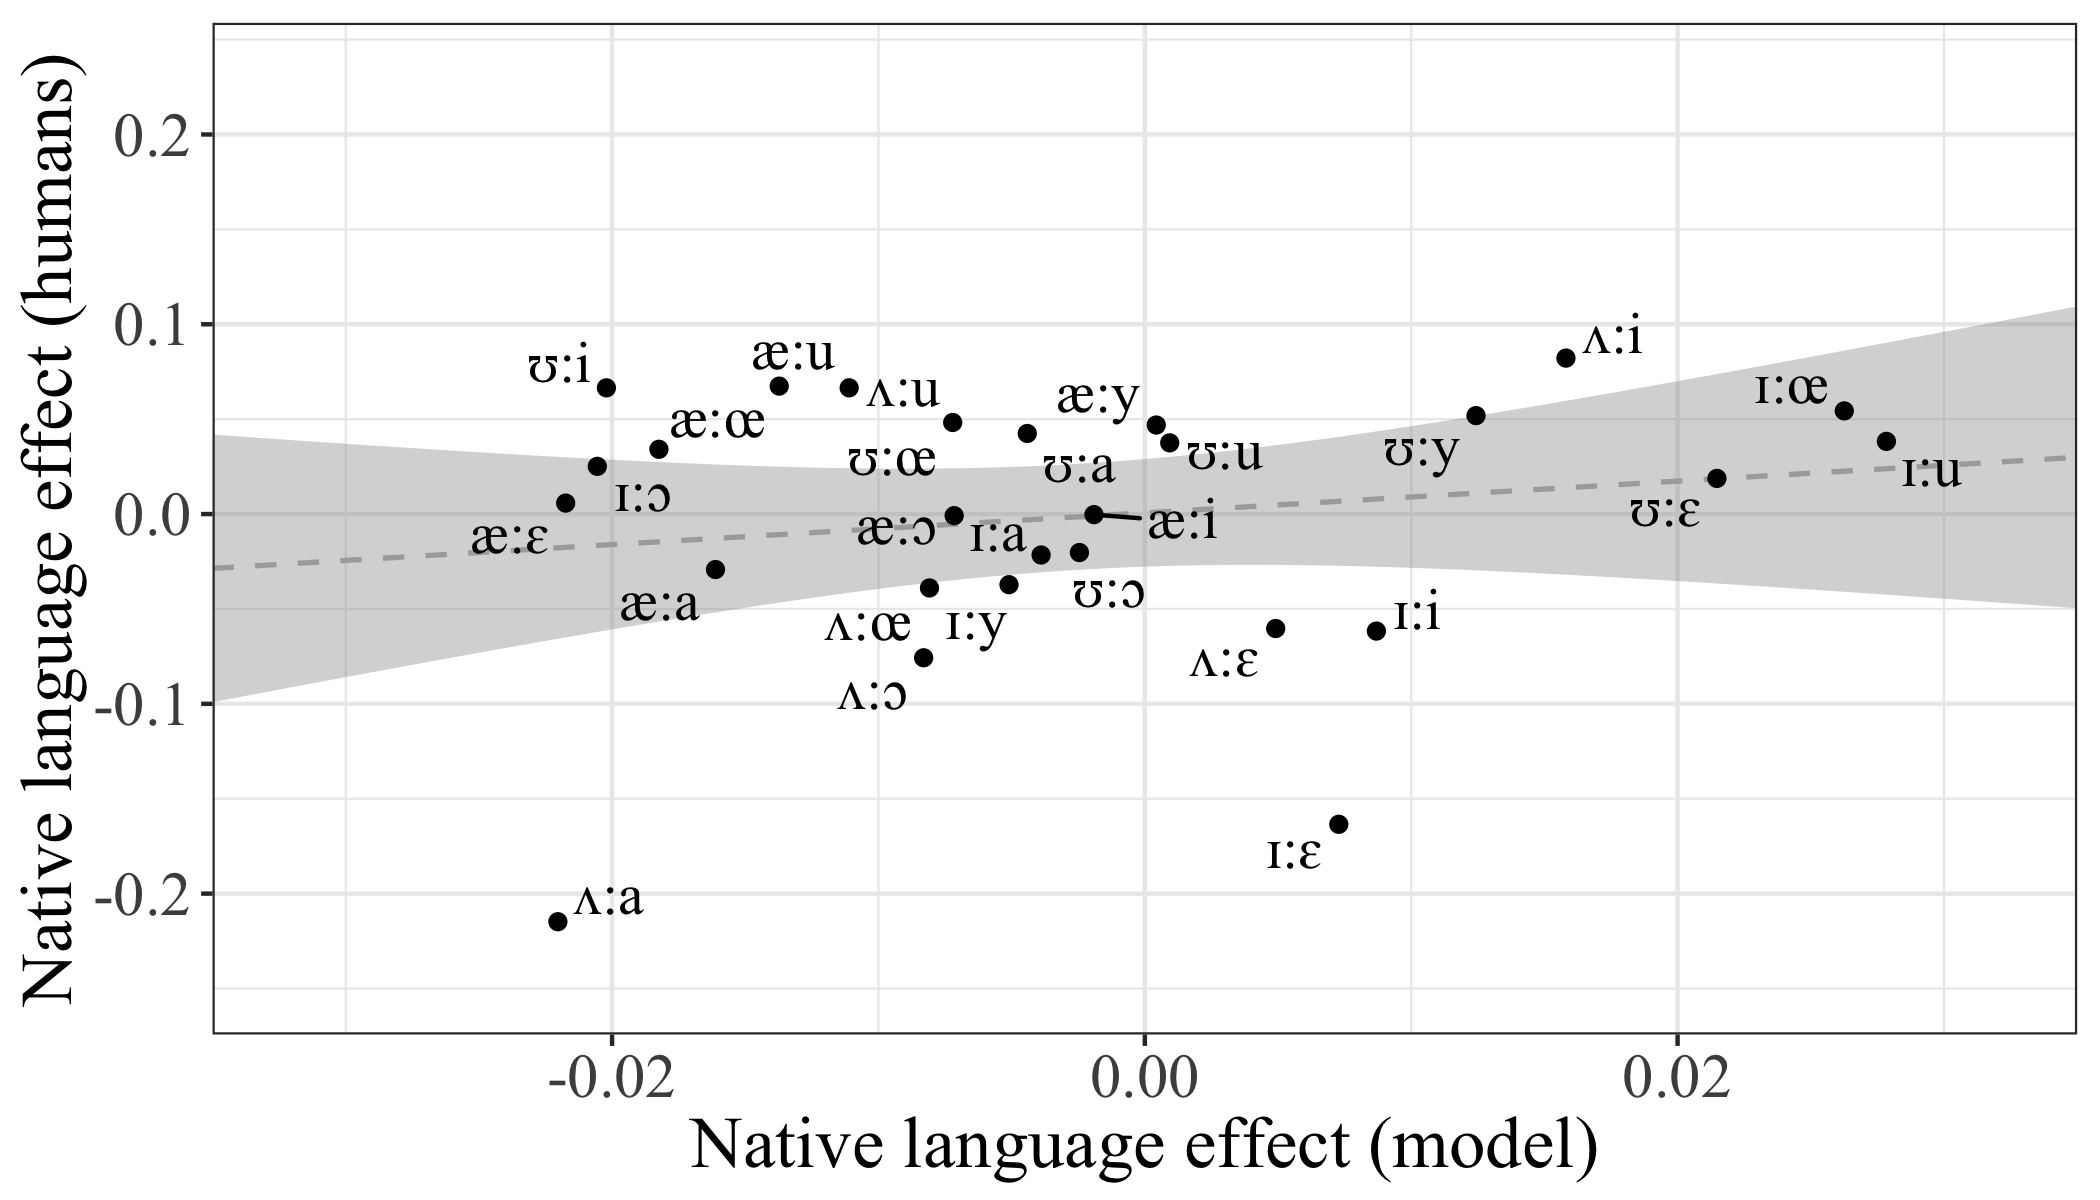 Native language effect (humans)
0.2
0.1
0.0
-0.1
-0.2
ʌ:i
ʊ:i
æ:u
ɪ:œ
ʌ:u
æ:y
æ:œ
ʊ:œ
ʊ:a
ʊ:u
ʊ:y
ɪ:u
ɪ:ɔ
ʊ:ɛ
æ:ɛ
æ:ɔ
ɪ:a
æ:i
æ:a
ʊ:ɔ
ɪ:i
ʌ:œ
ɪ:y
ʌ:ɛ
ʌ:ɔ
ɪ:ɛ
ʌ:a
-0.02
0.00
0.02
Native language effect (model)